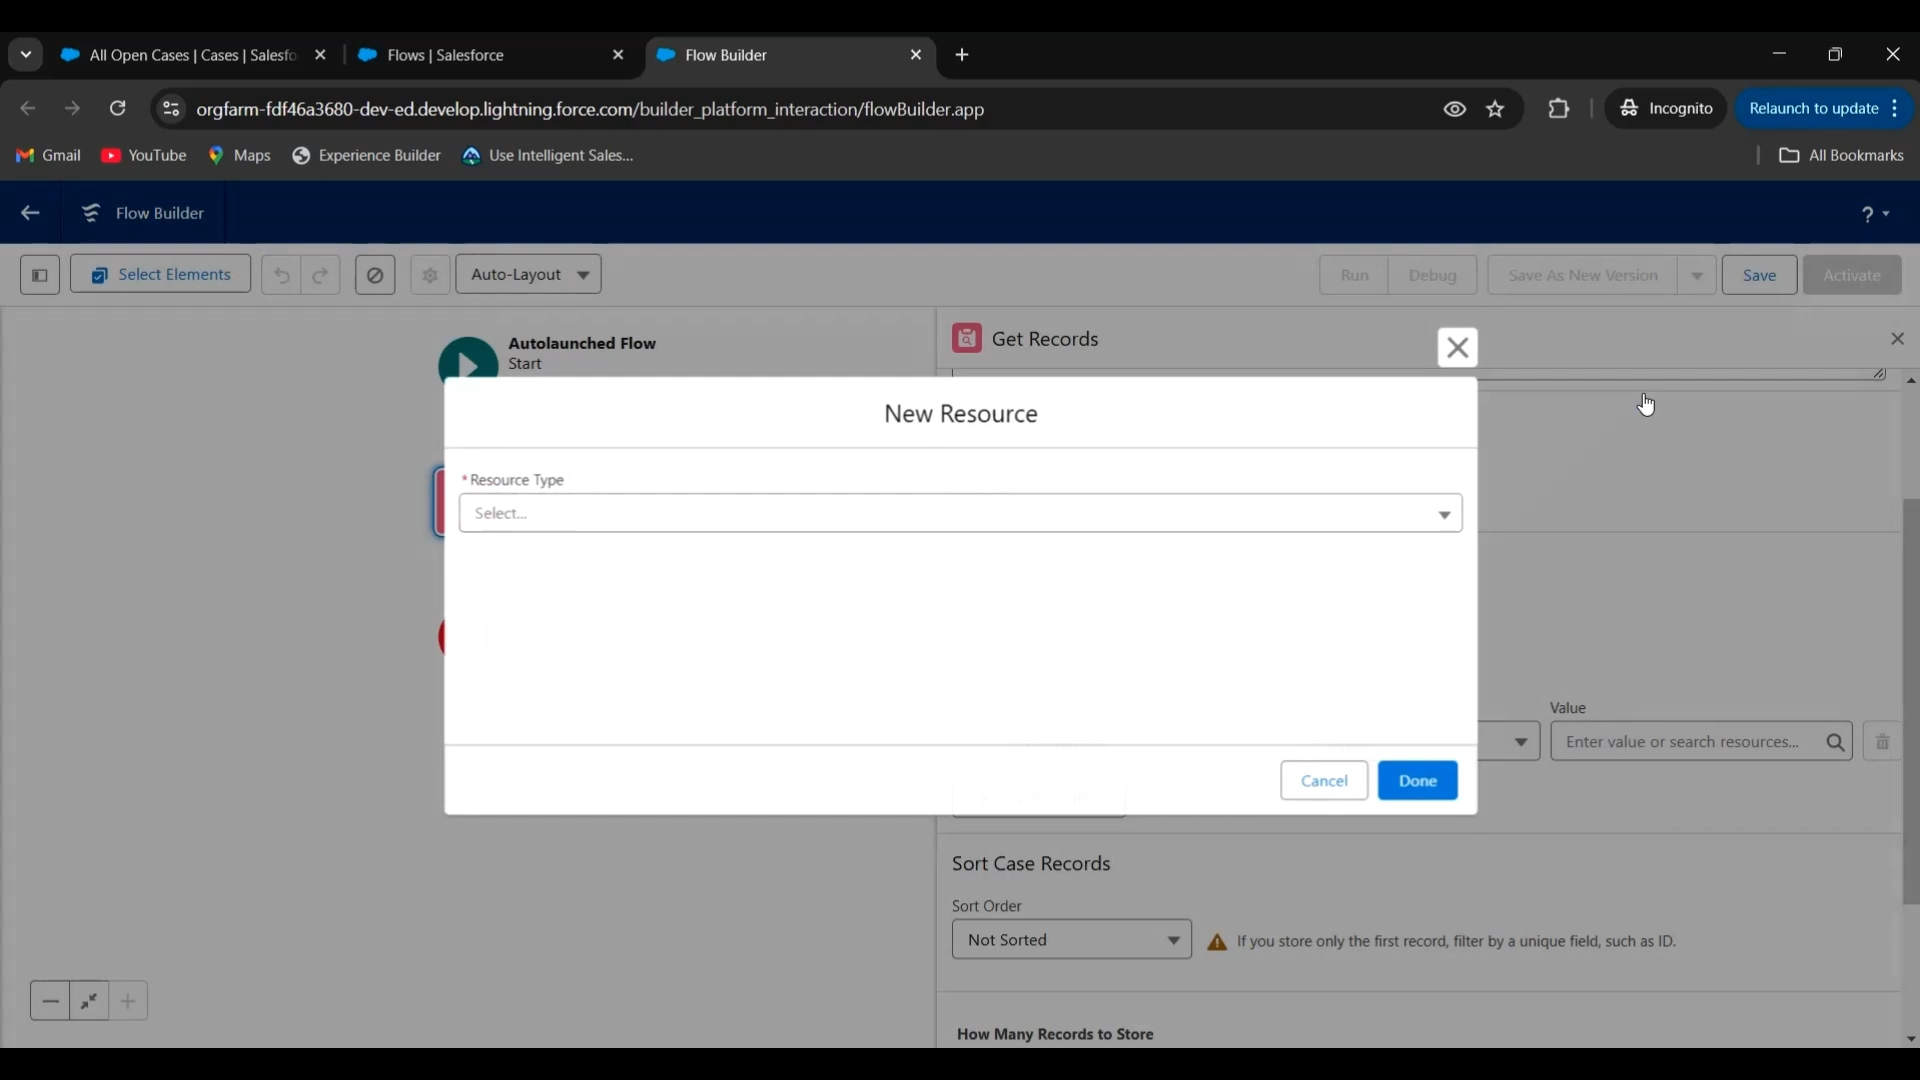 All Open Cases | Cases | Salesfo
Flows | Salesforce
Flow Builder
orgfarm-fdf46a3680-dev-ed.develop.lightning.force.com/builder_platform_interaction/flowBuilder.app
Incognito
Relaunch to update
Gmail
YouTube
Maps
Experience Builder
Use Intelligent Sales...
All Bookmarks
Flow Builder
?
Select Elements
Auto-Layout
Run
Debug
Save As New Version
Save
Activate
Autolaunched Flow
Start
Get Records
New Resource
* Resource Type
Select...
Value
Enter value or search resources...
Cancel
Done
Sort Case Records
Sort Order
Not Sorted
If you store only the first record, filter by a unique field, such as ID.
How Many Records to Store